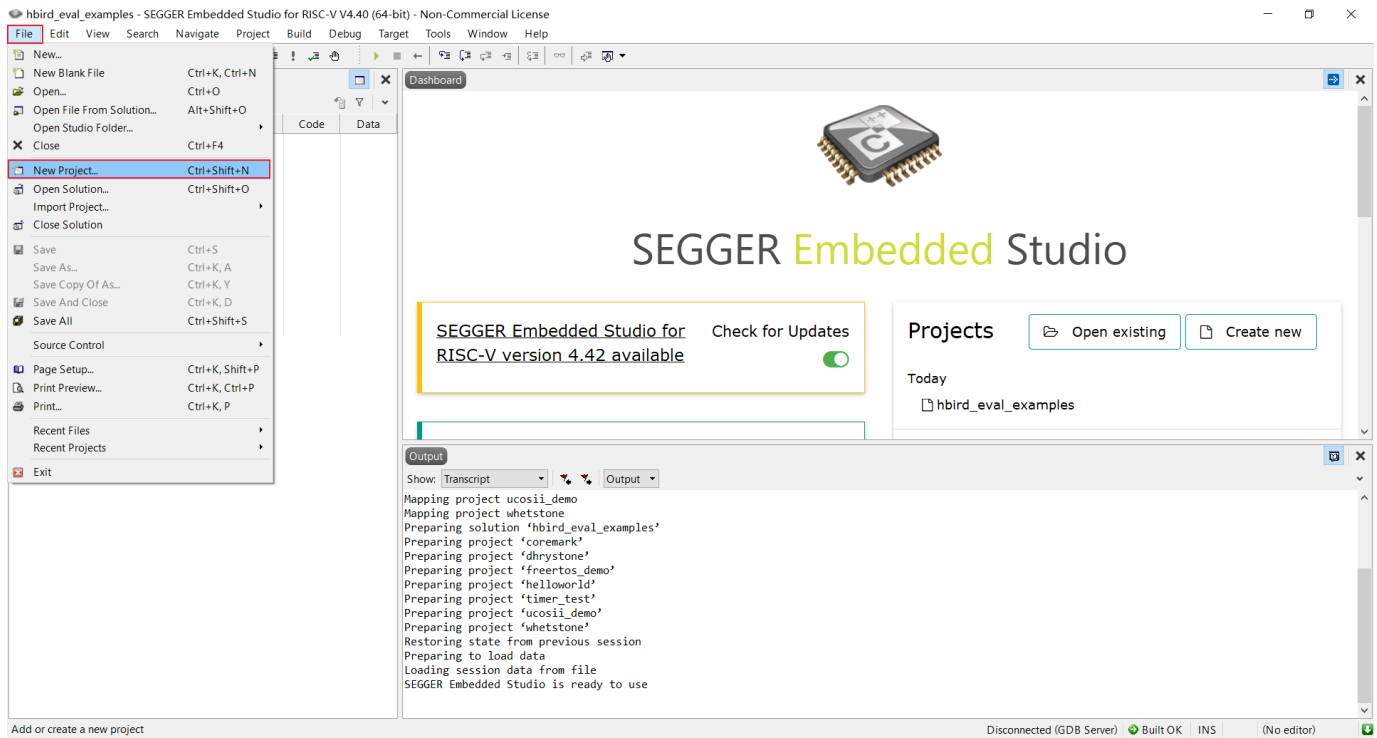 hbird_eval_examples - SEGGER Embedded Studio for RISC-V V4.40 (64-bit) - Non-Commercial License
File Edit View Search Navigate Project Build Debug Target Tools Window Help
New...
New Blank File Ctrl+K, Ctrl+N
Open... Ctrl+O
Open File From Solution... Alt+Shift+O
Open Studio Folder...
Close Ctrl+F4
New Project... Ctrl+Shift+N
Open Solution... Ctrl+Shift+O
Import Project...
Close Solution
Save Ctrl+S
Save As... Ctrl+K, A
Save Copy Of As... Ctrl+K, Y
Save And Close Ctrl+K, D
Save All Ctrl+Shift+S
Source Control
Page Setup... Ctrl+K, Shift+P
Print Preview... Ctrl+K, Ctrl+P
Print... Ctrl+K, P
Recent Files
Recent Projects
Exit
Code Data
Dashboard
C
SEGGER Embedded Studio
SEGGER Embedded Studio for
RISC-V version 4.42 available
Check for Updates
Projects Open existing Create new
Today
hbird_eval_examples
Output
Show: Transcript Output
Mapping project ucosii_demo
Mapping project whetstone
Preparing solution ‘hbird_eval_examples’
Preparing project ‘coremark’
Preparing project ‘dhrystone’
Preparing project ‘freertos_demo’
Preparing project ‘helloworld’
Preparing project ‘timer_test’
Preparing project ‘ucosii_demo’
Preparing project ‘whetstone’
Restoring state from previous session
Preparing to load data
Loading session data from file
SEGGER Embedded Studio is ready to use
Add or create a new project Disconnected (GDB Server) Built OK INS (No editor)